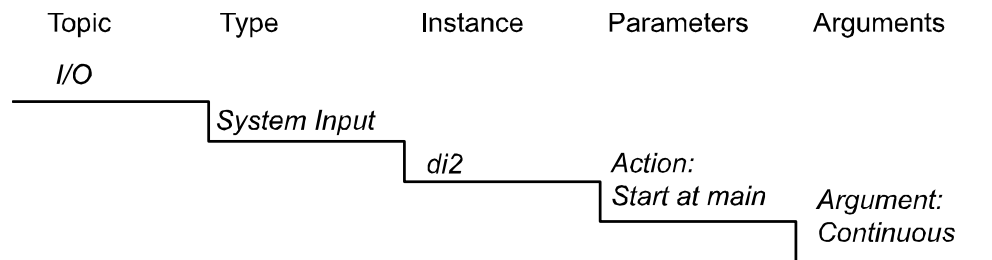 Topic Type Instance Parameters Arguments
I/O
System Input
di2
Action:
Start at main
Argument:
Continuous